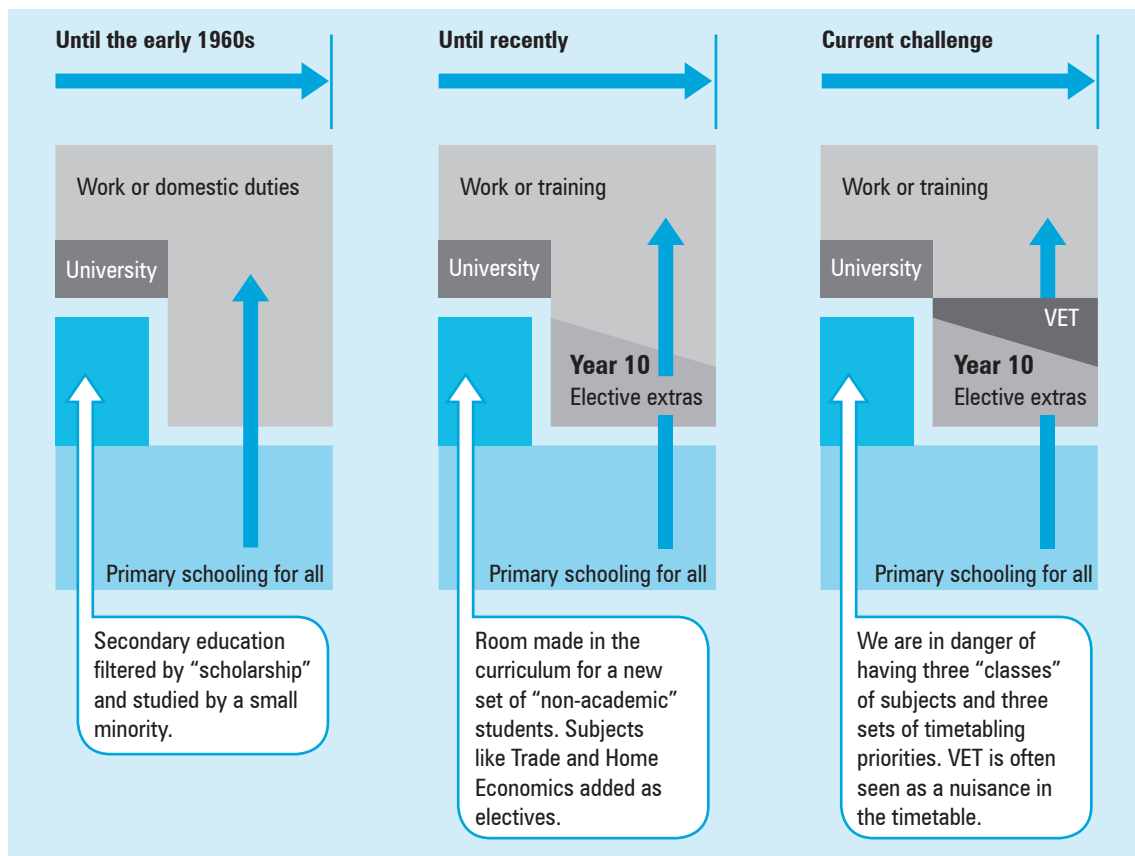 Until the early 1960s
Work or domestic duties
University
Primary schooling for all
Secondary education
filtered by “scholarship”
and studied by a small
minority.
Until recently
Work or training
University
Year 10
Elective extras
Primary schooling for all
Room made in the
curriculum for a new
set of “non-academic”
students. Subjects
like Trade and Home
Economics added as
electives.
Current challenge
Work or training
University
VET
Year 10
Elective extras
Primary schooling for all
We are in danger of
having three “classes”
of subjects and three
sets of timetabling
priorities. VET is often
seen as a nuisance in
the timetable.